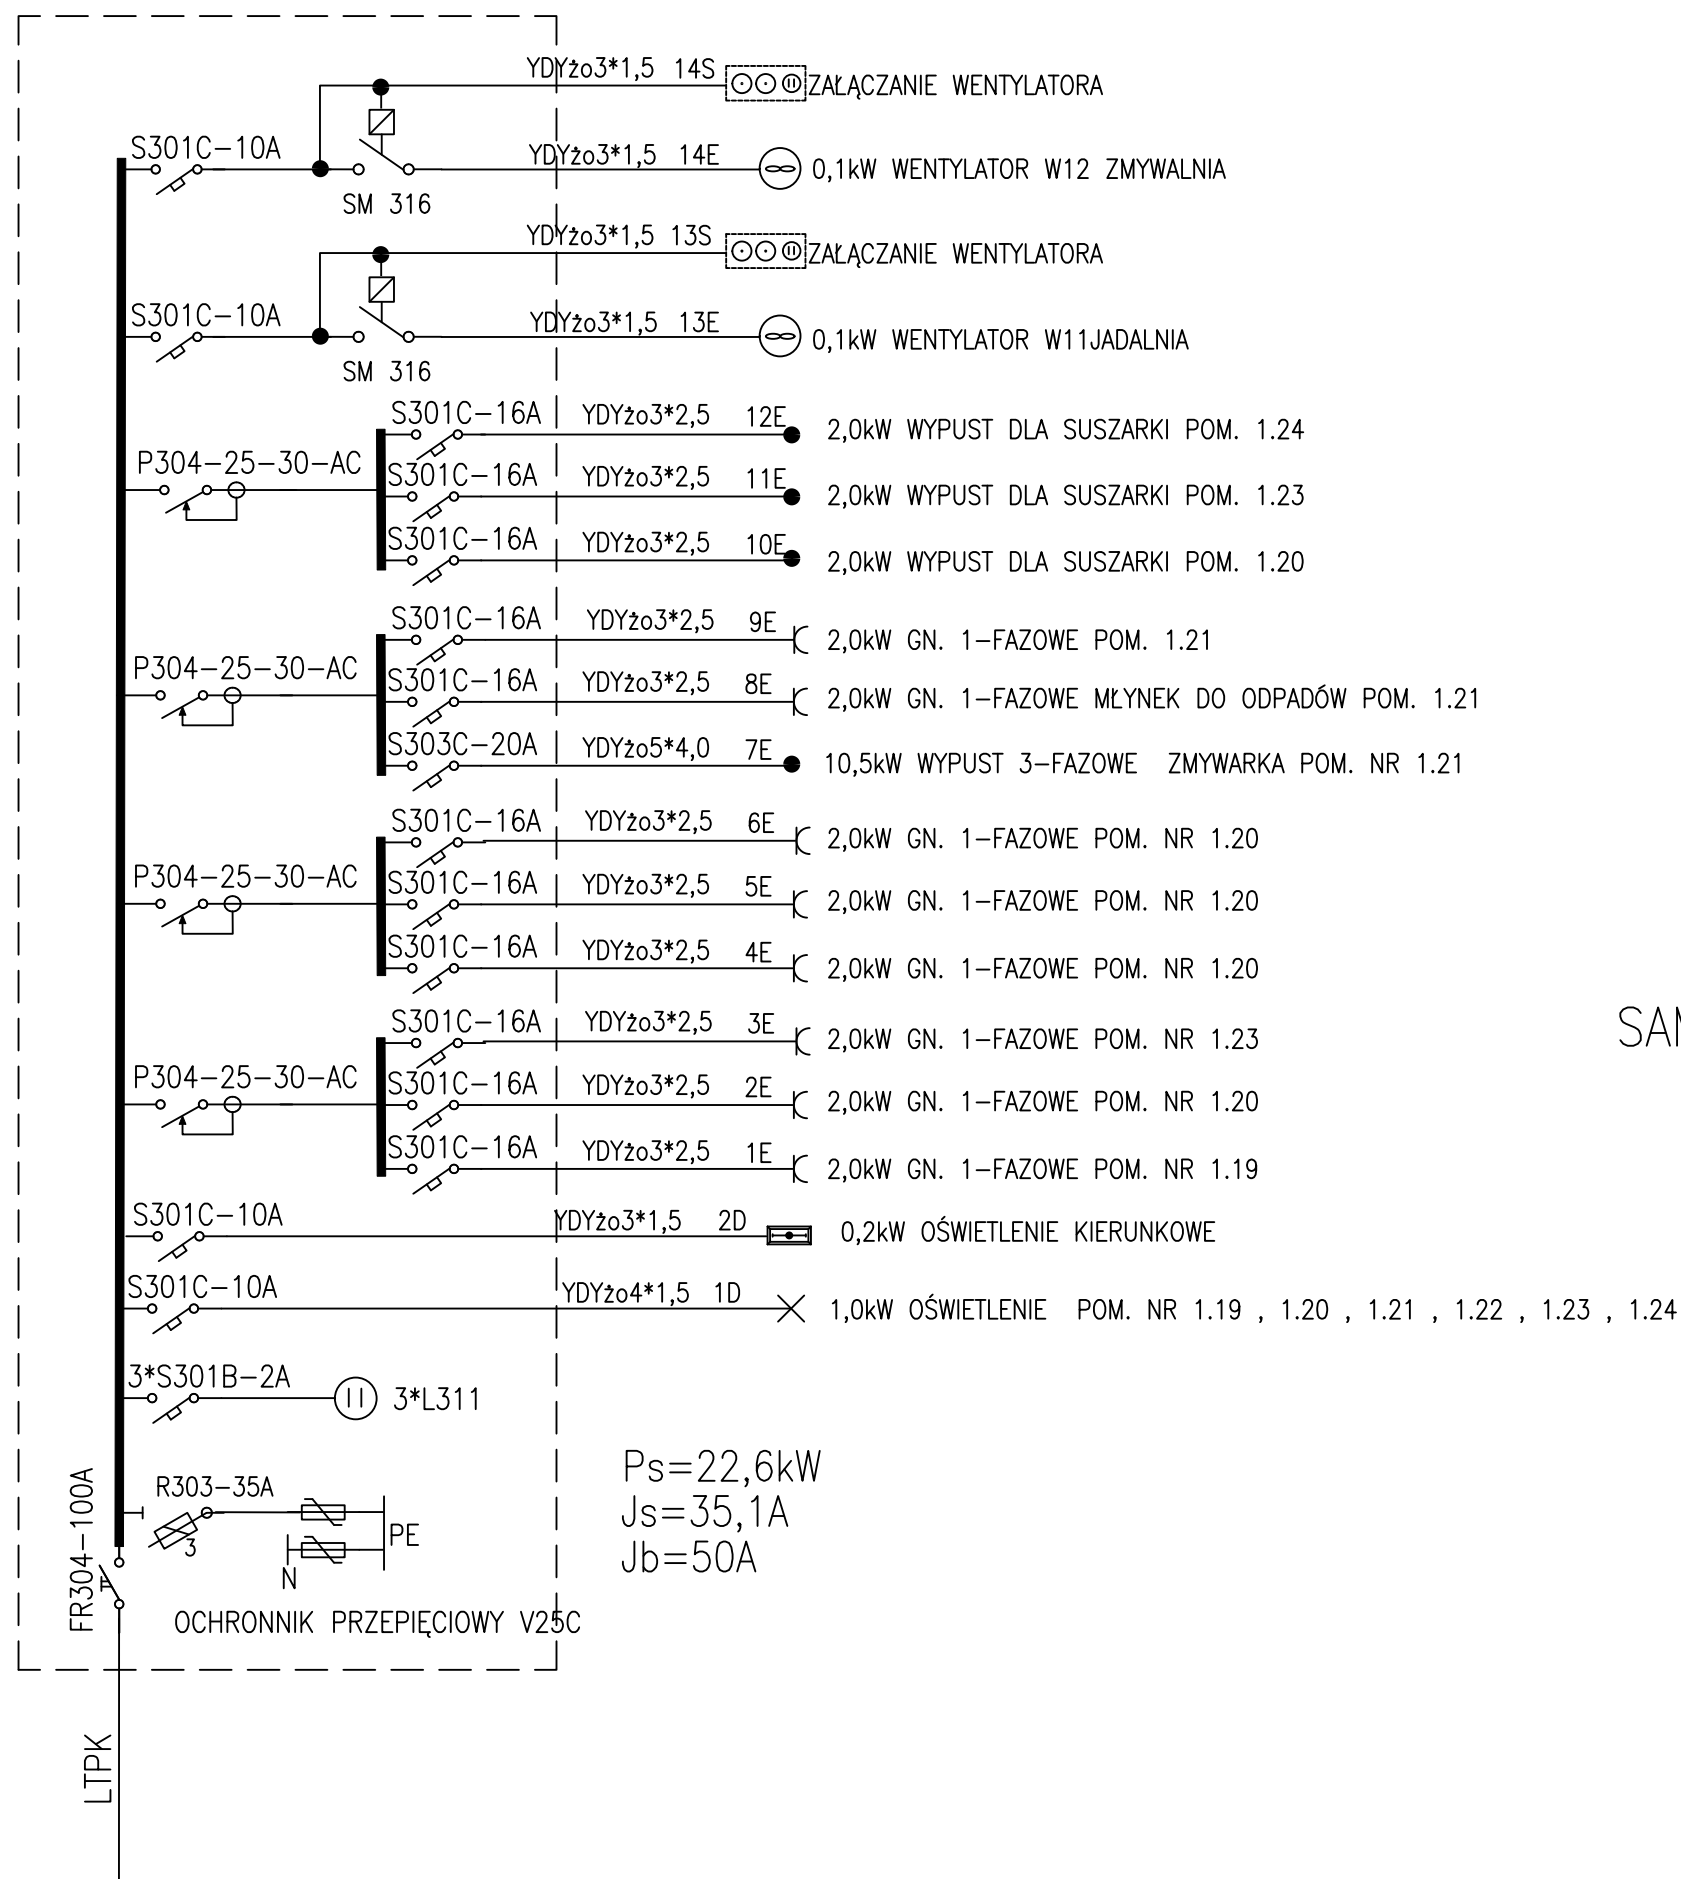 YDYżo3*1,5 14S ZAŁĄCZANIE WENTYLATORA
S301C-10A YDYżo3*1,5 14E 0,1kW WENTYLATOR W12 ZMYWALNIA
SM 316
YDYżo3*1,5 13S ZAŁĄCZANIE WENTYLATORA
S301C-10A YDYżo3*1,5 13E 0,1kW WENTYLATOR W11JADALNIA
SM 316
S301C-16A YDYżo3*2,5 12E 2,0kW WYPUST DLA SUSZARKI POM. 1.24
P304-25-30-AC S301C-16A YDYżo3*2,5 11E 2,0kW WYPUST DLA SUSZARKI POM. 1.23
S301C-16A YDYżo3*2,5 10E 2,0kW WYPUST DLA SUSZARKI POM. 1.20
S301C-16A YDYżo3*2,5 9E 2,0kW GN. 1-FAZOWE POM. 1.21
P304-25-30-AC S301C-16A YDYżo3*2,5 8E 2,0kW GN. 1-FAZOWE MŁYNEK DO ODPADÓW POM. 1.21
S303C-20A YDYżo5*4,0 7E 10,5kW WYPUST 3-FAZOWE ZMYWARKA POM. NR 1.21
S301C-16A YDYżo3*2,5 6E 2,0kW GN. 1-FAZOWE POM. NR 1.20
P304-25-30-AC S301C-16A YDYżo3*2,5 5E 2,0kW GN. 1-FAZOWE POM. NR 1.20
S301C-16A YDYżo3*2,5 4E 2,0kW GN. 1-FAZOWE POM. NR 1.20
S301C-16A YDYżo3*2,5 3E 2,0kW GN. 1-FAZOWE POM. NR 1.23
P304-25-30-AC S301C-16A YDYżo3*2,5 2E 2,0kW GN. 1-FAZOWE POM. NR 1.20
S301C-16A YDYżo3*2,5 1E 2,0kW GN. 1-FAZOWE POM. NR 1.19
S301C-10A YDYżo3*1,5 2D 0,2kW OŚWIETLENIE KIERUNKOWE
S301C-10A YDYżo4*1,5 1D 1,0kW OŚWIETLENIE POM. NR 1.19 , 1.20 , 1.21 , 1.22 , 1.23 , 1.24
3*S301B-2A 3*L311
R303-35A
3
PE
N
FR304-100A
OCHRONNIK PRZEPIĘCIOWY V25C
Ps=22,6kW
Js=35,1A
Jb=50A
LTPK